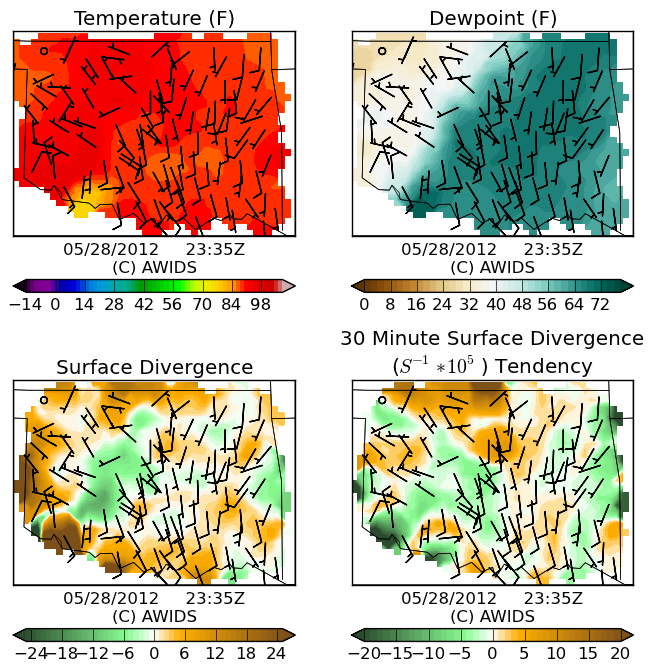 Temperature (F)
Dewpoint (F)
05/28/2012 23:35Z
(C) AWIDS
05/28/2012 23:35Z
(C) AWIDS
−14 0 14 28 42 56 70 84 98
0 8 16 24 32 40 48 56 64 72
Surface Divergence
30 Minute Surface Divergence
(S⁻¹ *10⁵ ) Tendency
05/28/2012 23:35Z
(C) AWIDS
05/28/2012 23:35Z
(C) AWIDS
−24 −18 −12 −6 0 6 12 18 24
−20 −15 −10 −5 0 5 10 15 20